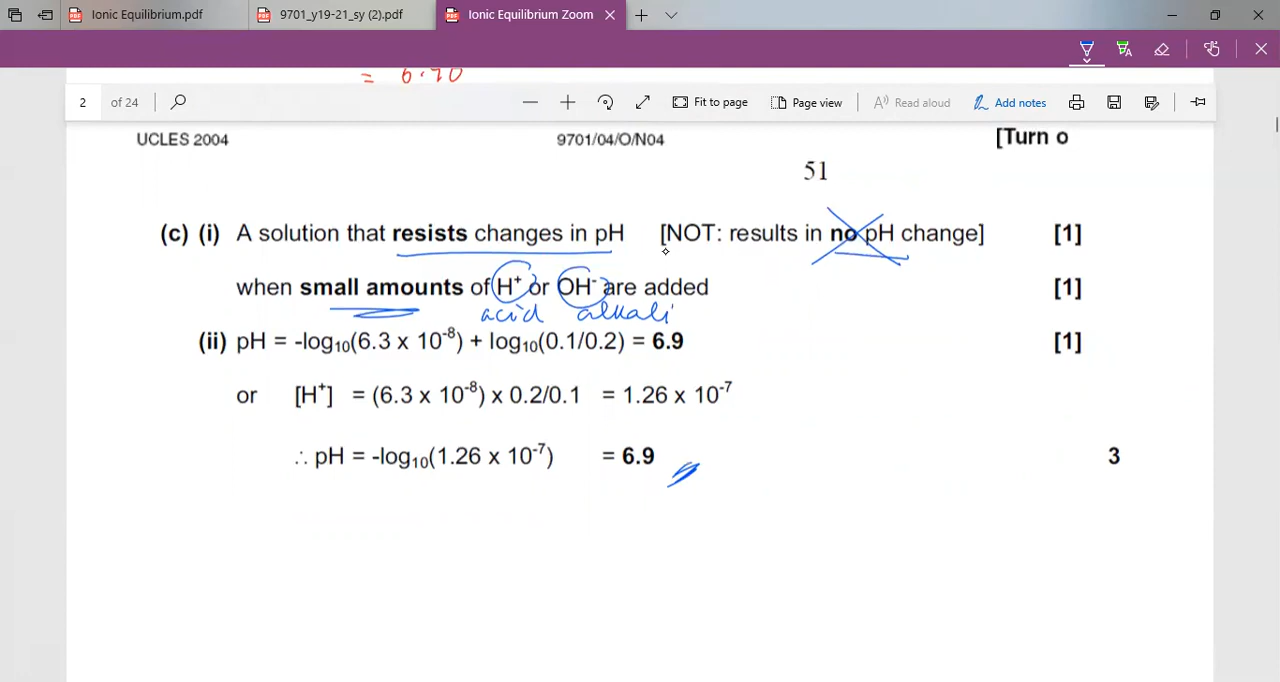 Ionic Equilibrium.pdf
9701_y19-21_sy (2).pdf
Ionic Equilibrium Zoom
= 6.90
2 of 24
Fit to page
Page view
Read aloud
Add notes
UCLES 2004
9701/04/O/N04
[Turn o
51
(c) (i) A solution that resists changes in pH [NOT: results in no pH change] [1]
when small amounts of H⁺ or OH⁻ are added [1]
acid alkali
(ii) pH = -log₁₀(6.3 x 10⁻⁸) + log₁₀(0.1/0.2) = 6.9 [1]
or [H⁺] = (6.3 x 10⁻⁸) x 0.2/0.1 = 1.26 x 10⁻⁷
∴ pH = -log₁₀(1.26 x 10⁻⁷) = 6.9 3